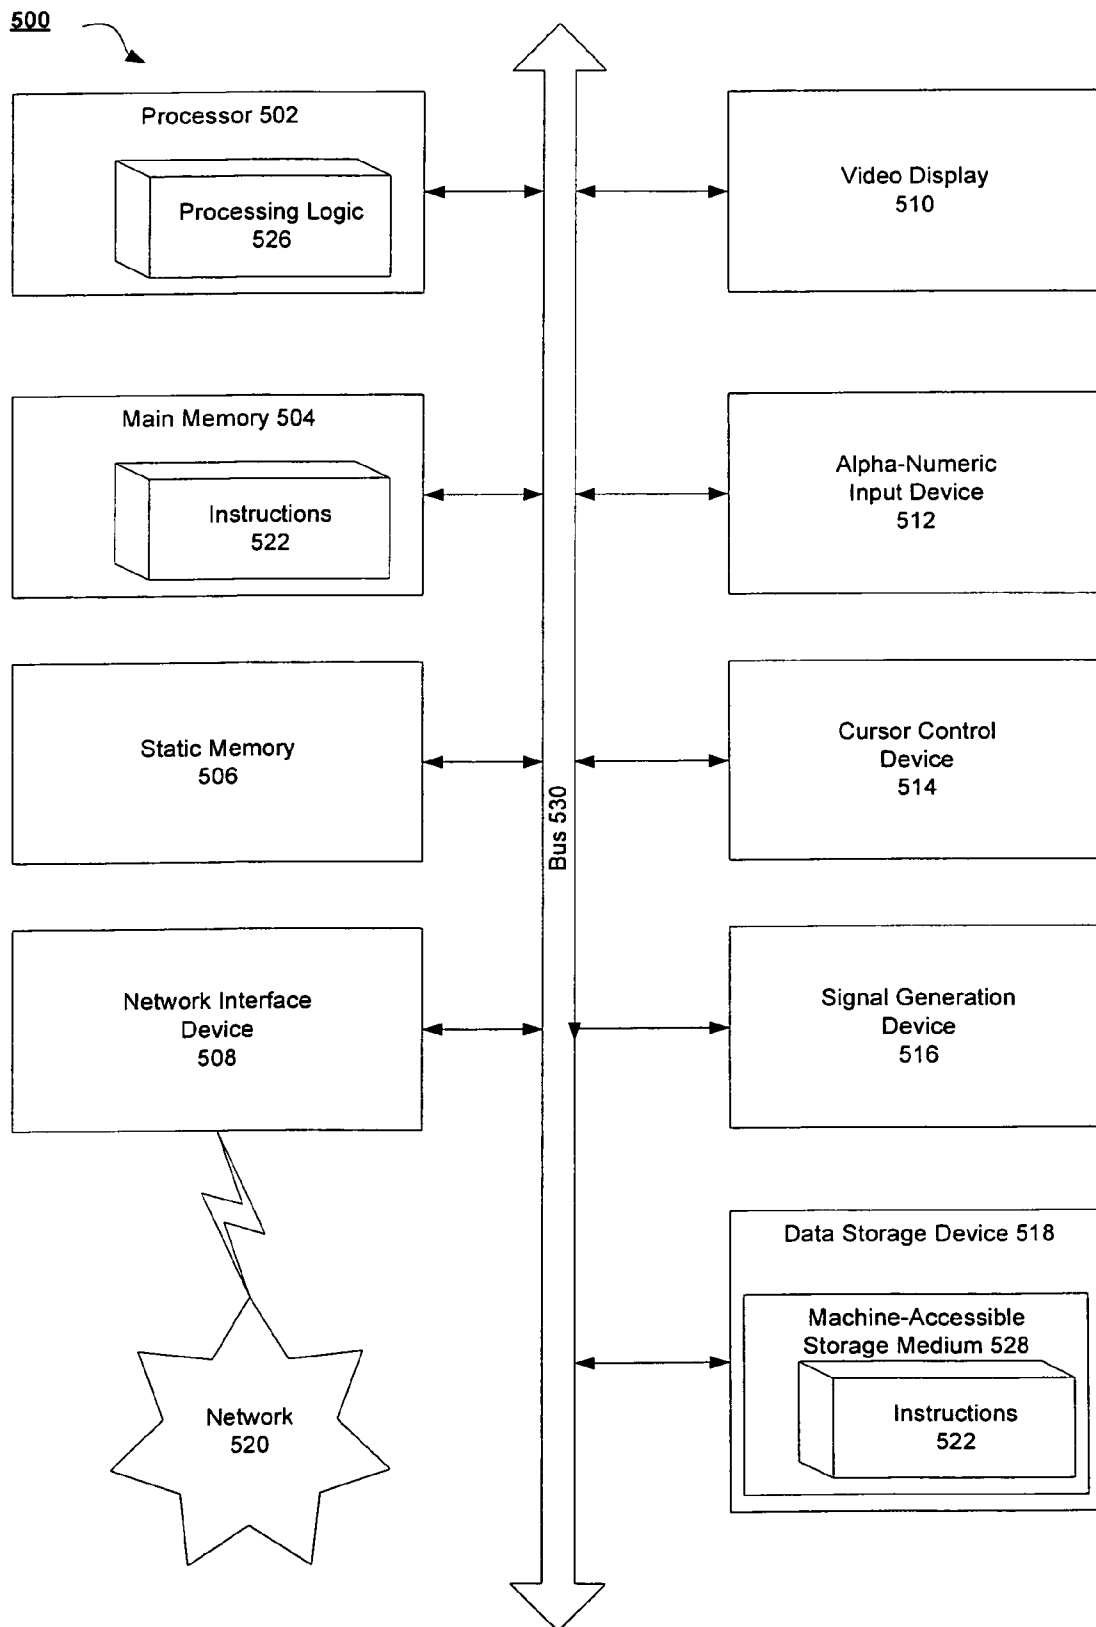 500
Processor 502
Processing Logic
526
Video Display
510
Main Memory 504
Instructions
522
Alpha-Numeric
Input Device
512
Static Memory
506
Cursor Control
Device
514
Bus 530
Network Interface
Device
508
Signal Generation
Device
516
Data Storage Device 518
Machine-Accessible
Storage Medium 528
Instructions
522
Network
520